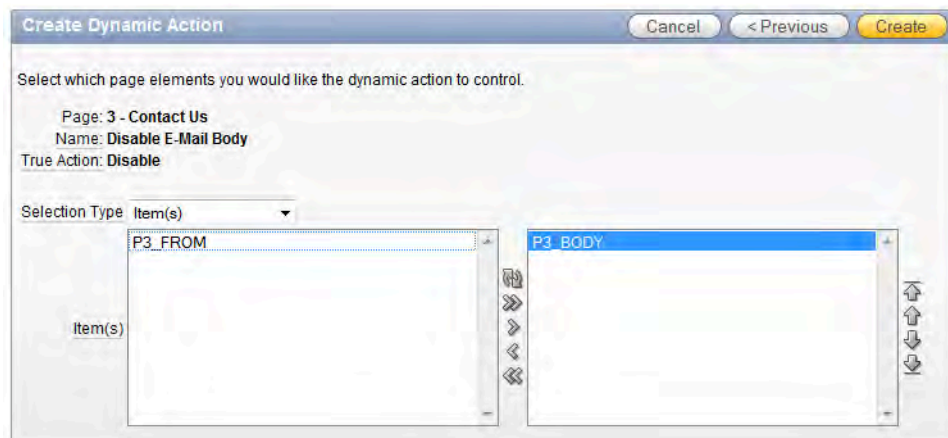 Create Dynamic Action
Cancel < Previous Create
Select which page elements you would like the dynamic action to control.
Page: 3 - Contact Us
Name: Disable E-Mail Body
True Action: Disable
Selection Type Item(s)
P3_FROM P3_BODY
Item(s)